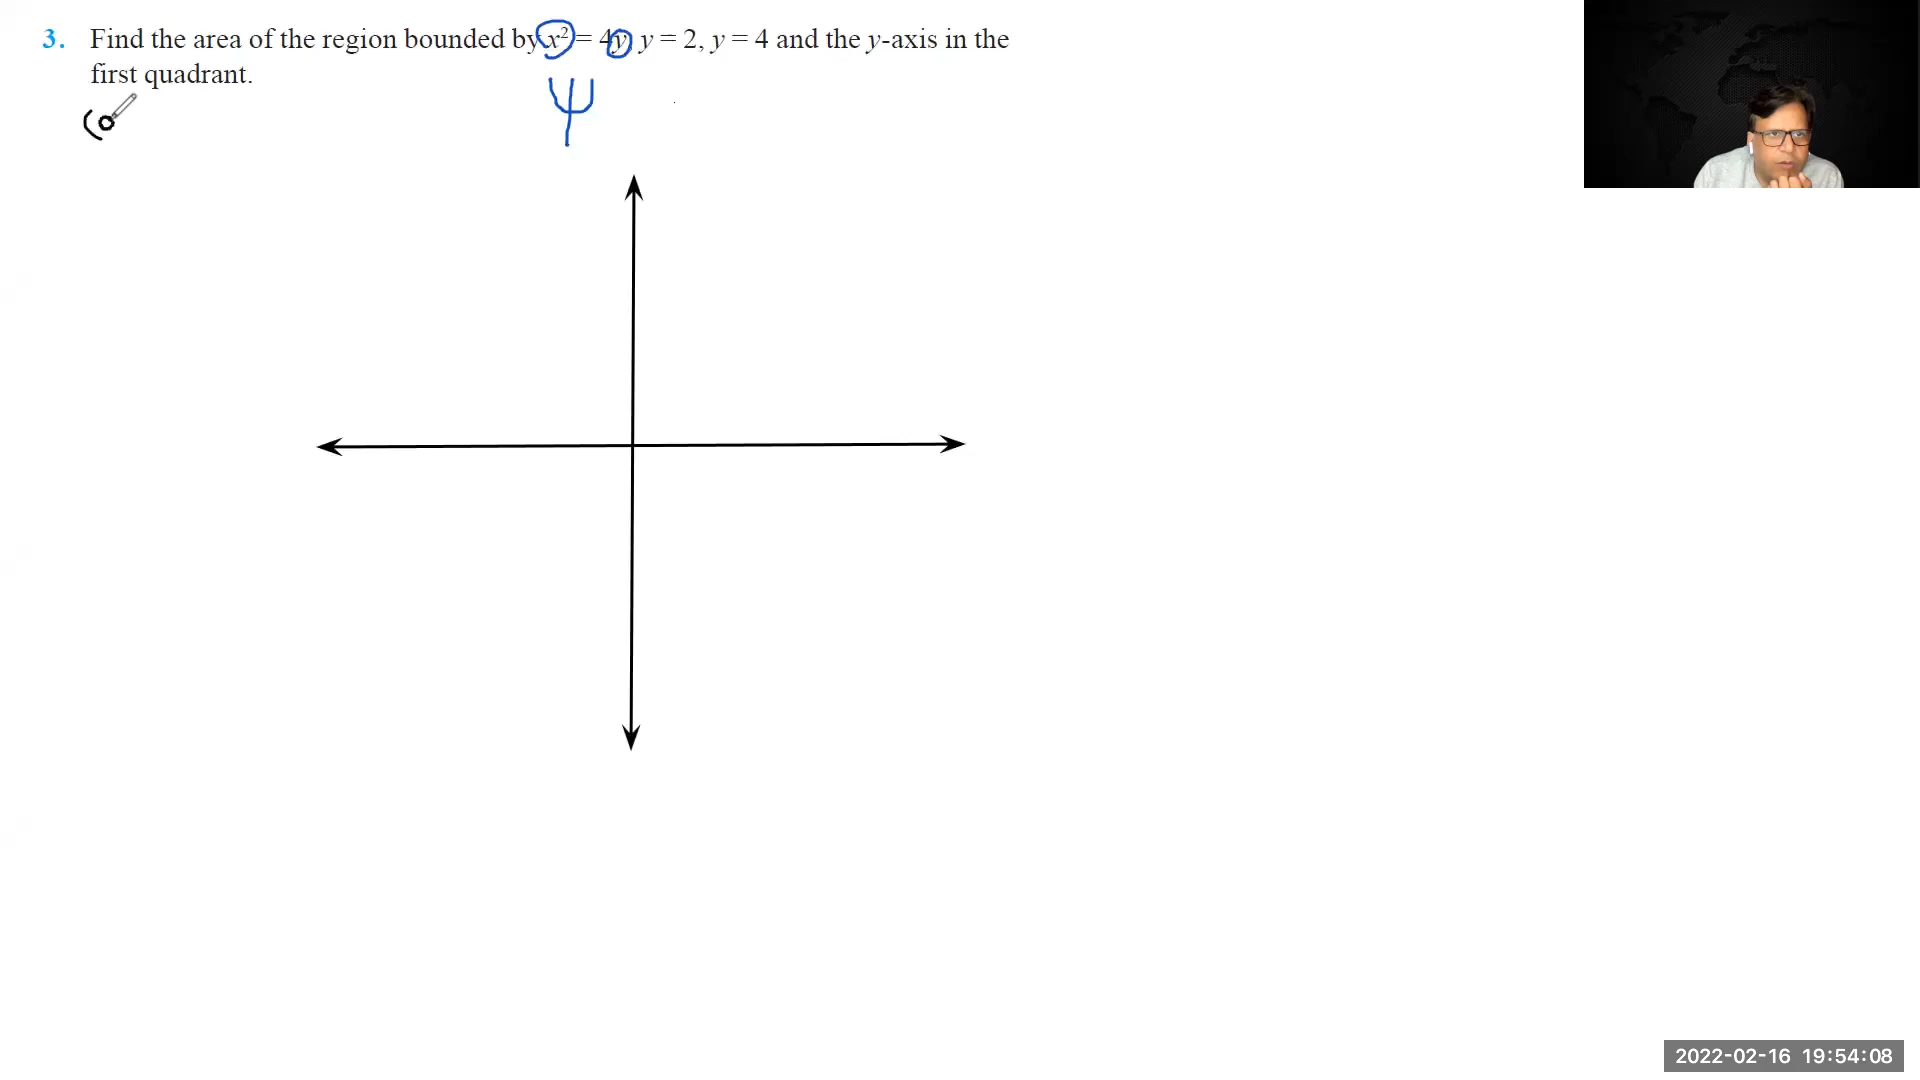 3. Find the area of the region bounded by x² = 4y, y = 2, y = 4 and the y-axis in the
first quadrant.
(0
2022-02-16 19:54:08